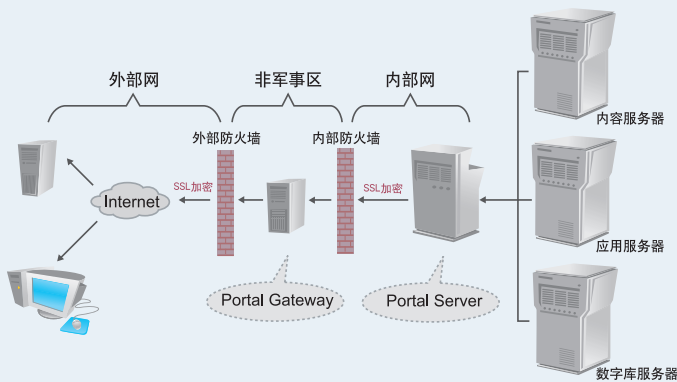 外部网
非军事区
内部网
外部防火墙
内部防火墙
SSL加密
SSL加密
Internet
Portal Gateway
Portal Server
内容服务器
应用服务器
数字库服务器